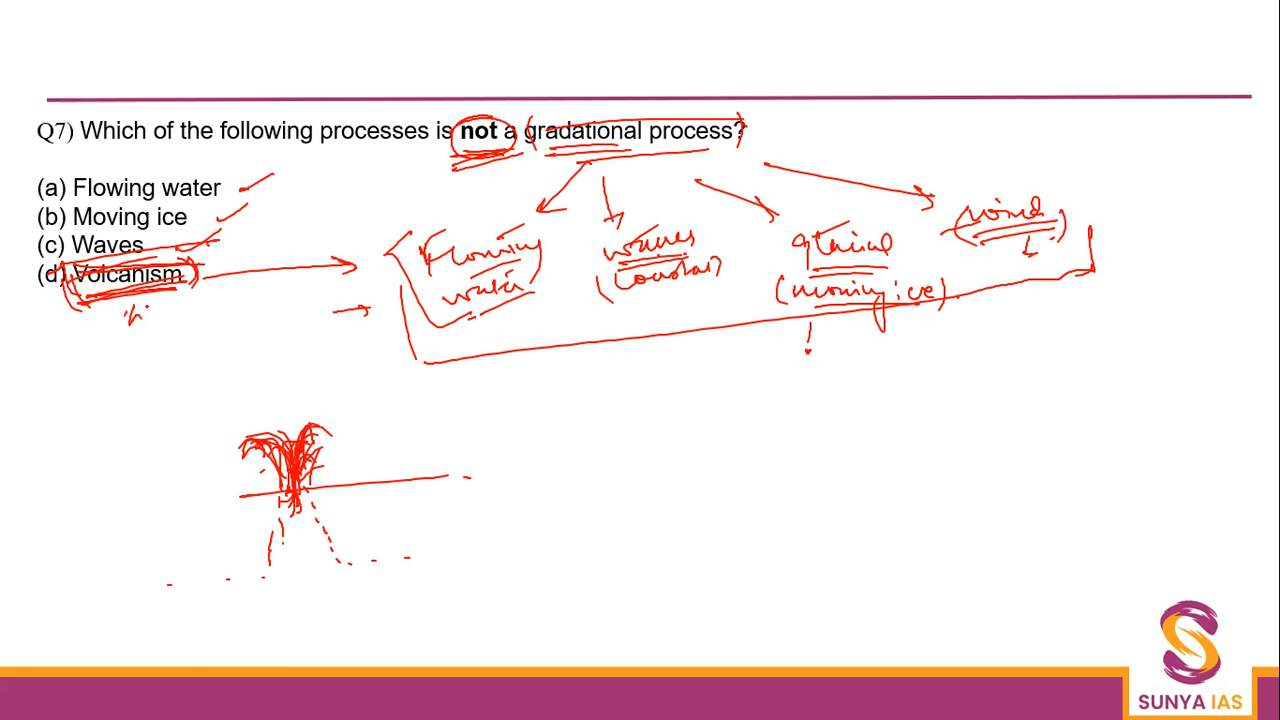 Q7) Which of the following processes is not a gradational process?
(a) Flowing water
(b) Moving ice
(c) Waves
(d) Volcanism
Flowing
water
waves
(coastal)
glacial
(moving ice)
(wind)
SUNYA IAS